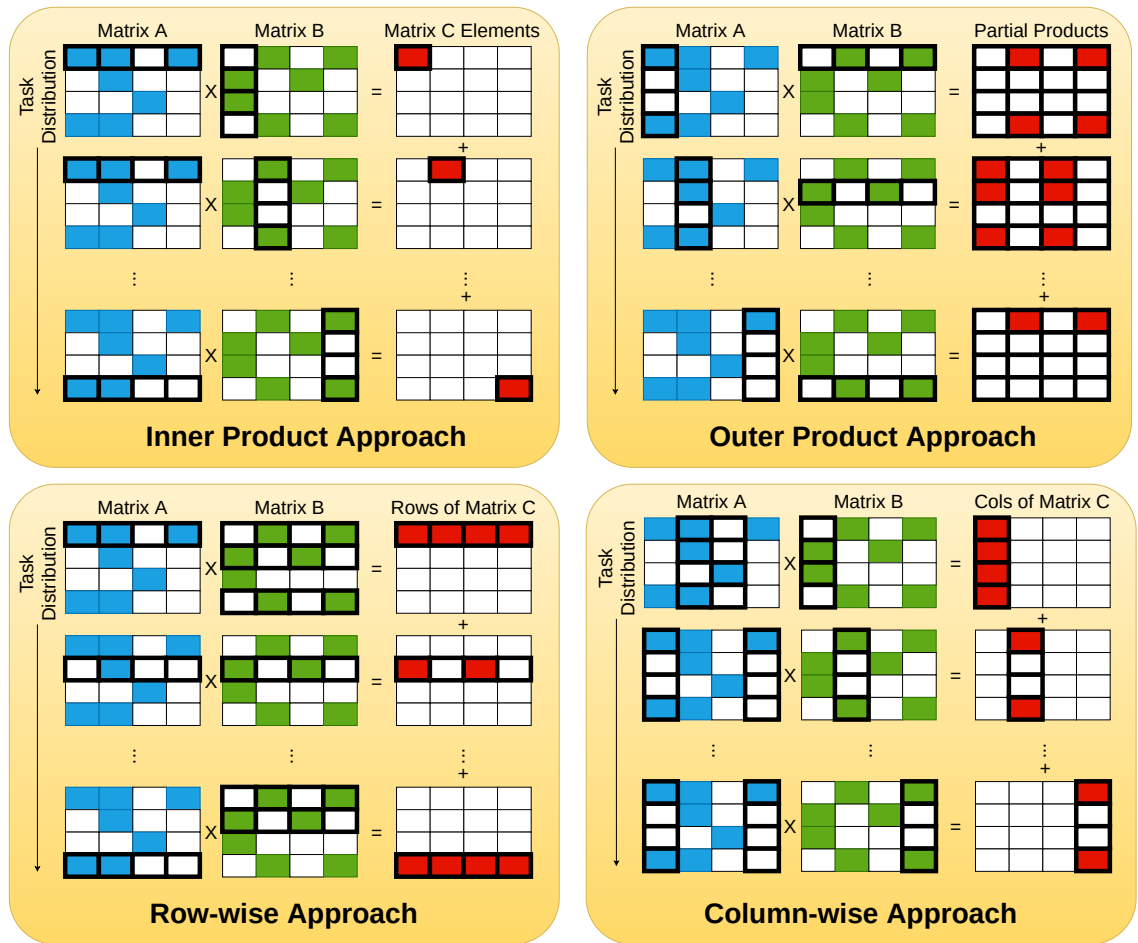 Matrix A
Matrix B
Matrix C Elements
Task
Distribution
X
=
+
X
=
...
...
...
+
X
=
Inner Product Approach
Matrix A
Matrix B
Partial Products
Task
Distribution
X
=
+
X
=
...
...
...
+
X
=
Outer Product Approach
Matrix A
Matrix B
Rows of Matrix C
Task
Distribution
X
=
+
X
=
...
...
...
+
X
=
Row-wise Approach
Matrix A
Matrix B
Cols of Matrix C
Task
Distribution
X
=
+
X
=
...
...
...
+
X
=
Column-wise Approach